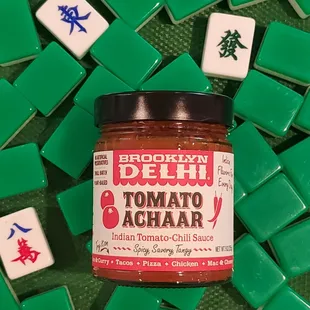 東
發
八
萬
BROOKLYN
DELHI
TOMATO
ACHAAR
Indian Tomato-Chili Sauce
Spicy Savory Tangy
Curry • Tacos • Pizza • Chicken • Mac &